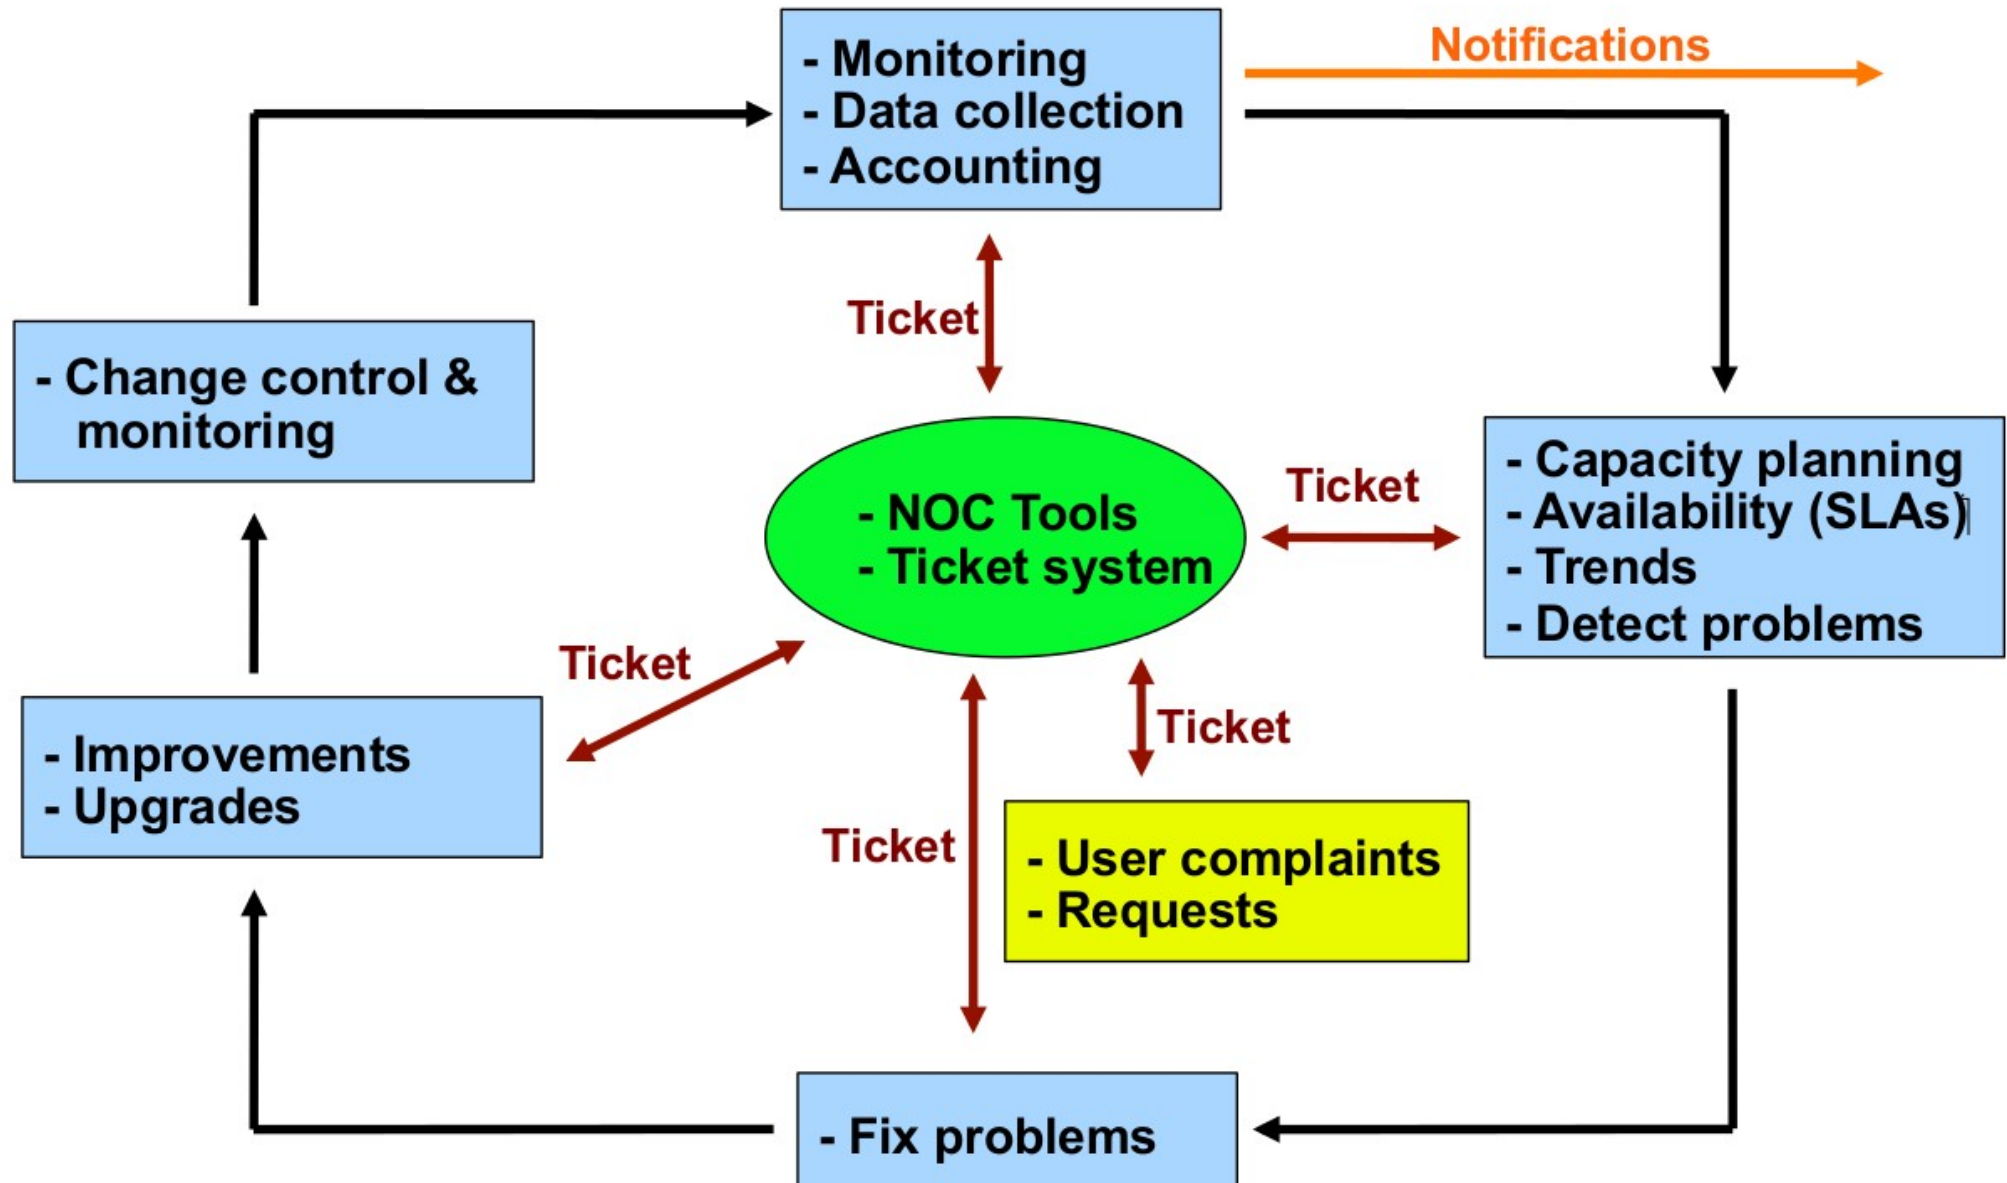 - Monitoring
- Data collection
- Accounting
Notifications
Ticket
- Change control &
monitoring
- NOC Tools
- Ticket system
Ticket
- Capacity planning
- Availability (SLAs)
- Trends
- Detect problems
Ticket
- Improvements
- Upgrades
Ticket
Ticket
- User complaints
- Requests
- Fix problems